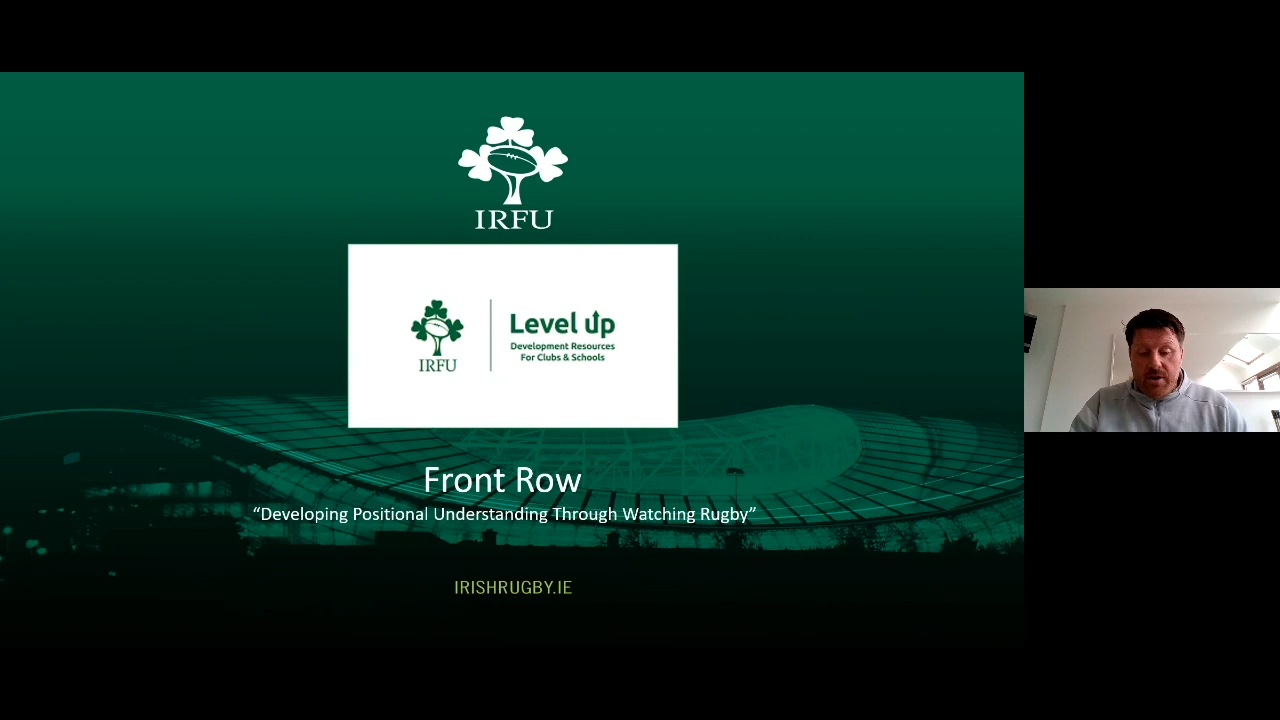 IRFU
IRFU
Level up
Development Resources
For Clubs & Schools
Front Row
“Developing Positional Understanding Through Watching Rugby”
IRISHRUGBY.IE